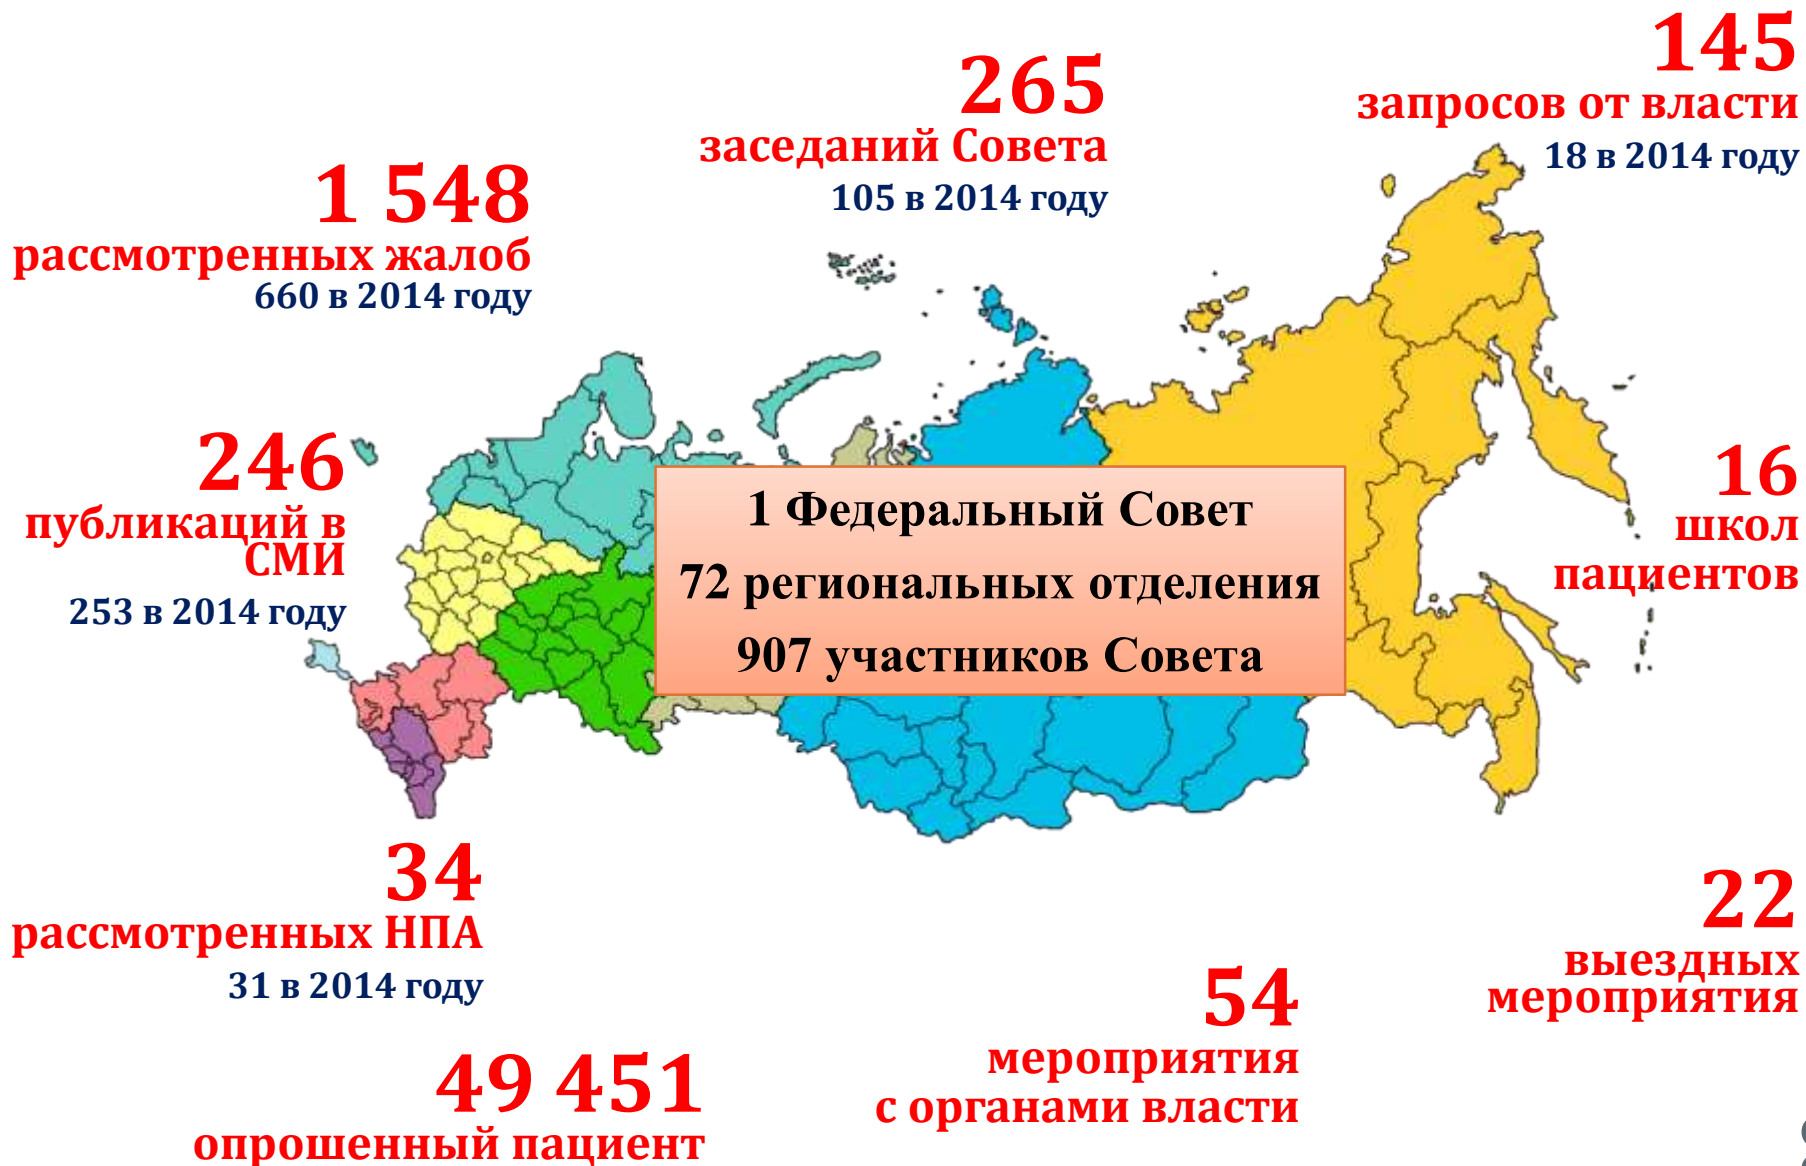 145
запросов от власти
18 в 2014 году
265
заседаний Совета
105 в 2014 году
1 548
рассмотренных жалоб
660 в 2014 году
246
публикаций в
СМИ
253 в 2014 году
1 Федеральный Совет
72 региональных отделения
907 участников Совета
16
школ
пациентов
34
рассмотренных НПА
31 в 2014 году
22
выездных
мероприятия
54
мероприятия
с органами власти
49 451
опрошенный пациент